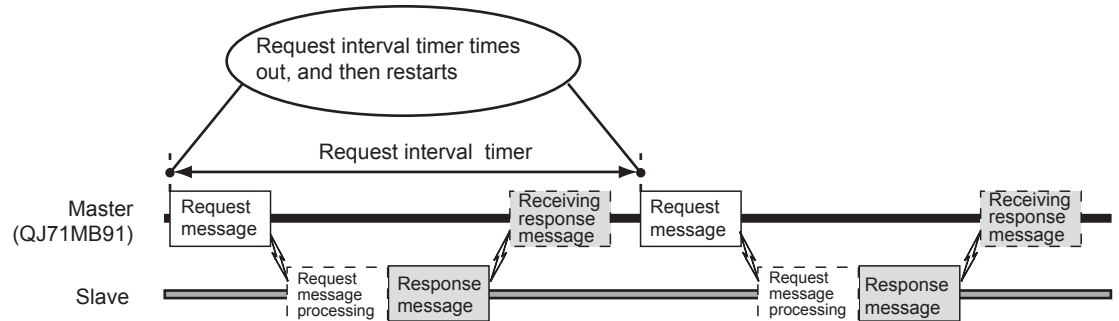 Request interval timer times
out, and then restarts
Request interval timer
Master
(QJ71MB91)
Request
message
Receiving
response
message
Request
message
Receiving
response
message
Slave
Request
message
processing
Response
message
Request
message
processing
Response
message